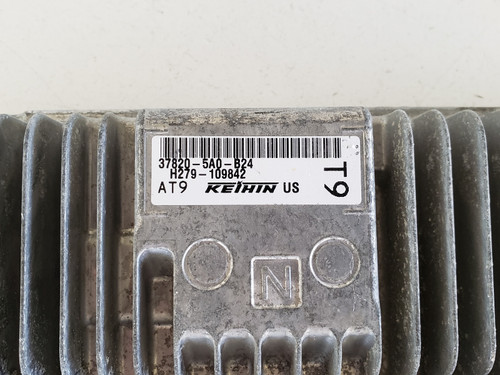 37820-5A0-B24
H279-109842
AT9 KEIHIN US
T9
N